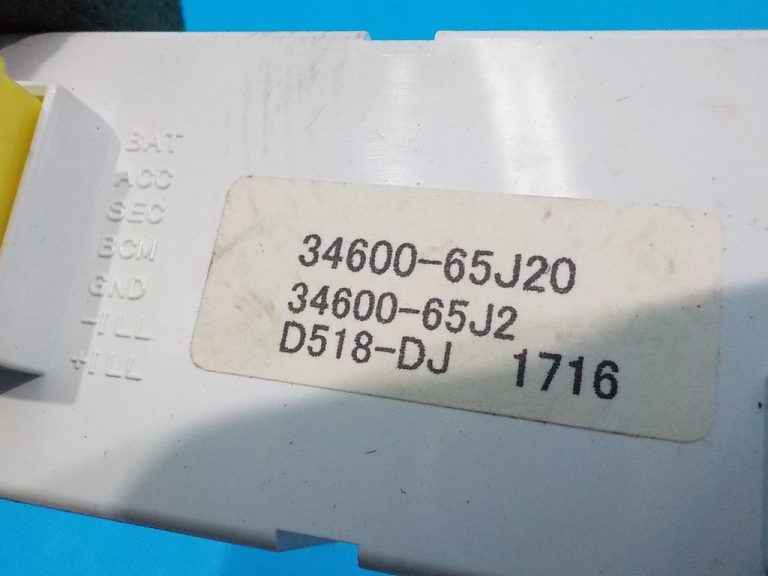 BAT
ACC
SEC
BCM
GND
-ILL
+ILL
34600-65J20
34600-65J2
D518-DJ 1716